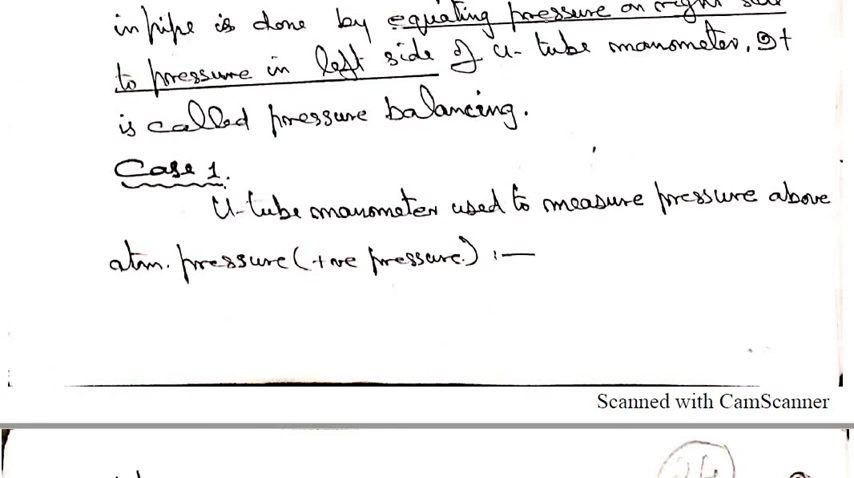 in pipe is done by equating pressure on right side
to pressure in left side of U-tube manometer. It
is called pressure balancing.
Case 1.
U-tube manometer used to measure pressure above
atm. pressure (+ve pressure) :—
Scanned with CamScanner
24